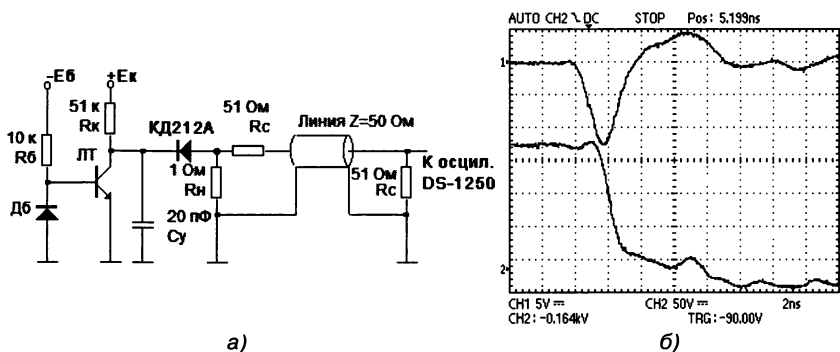 –Еб
+Ек
51 к
Rк
10 к
Rб
ЛТ
Дб
КД212А
51 Ом
Rс
1 Ом
Rн
20 пФ
Су
Линия Z=50 Ом
51 Ом
Rс
К осцил.
DS-1250
а)
AUTO CH2 DC STOP Pos: 5.199ns
1
2
CH1 5V CH2 50V 2ns
CH2:-0.164kV TRG:-90.00V
б)